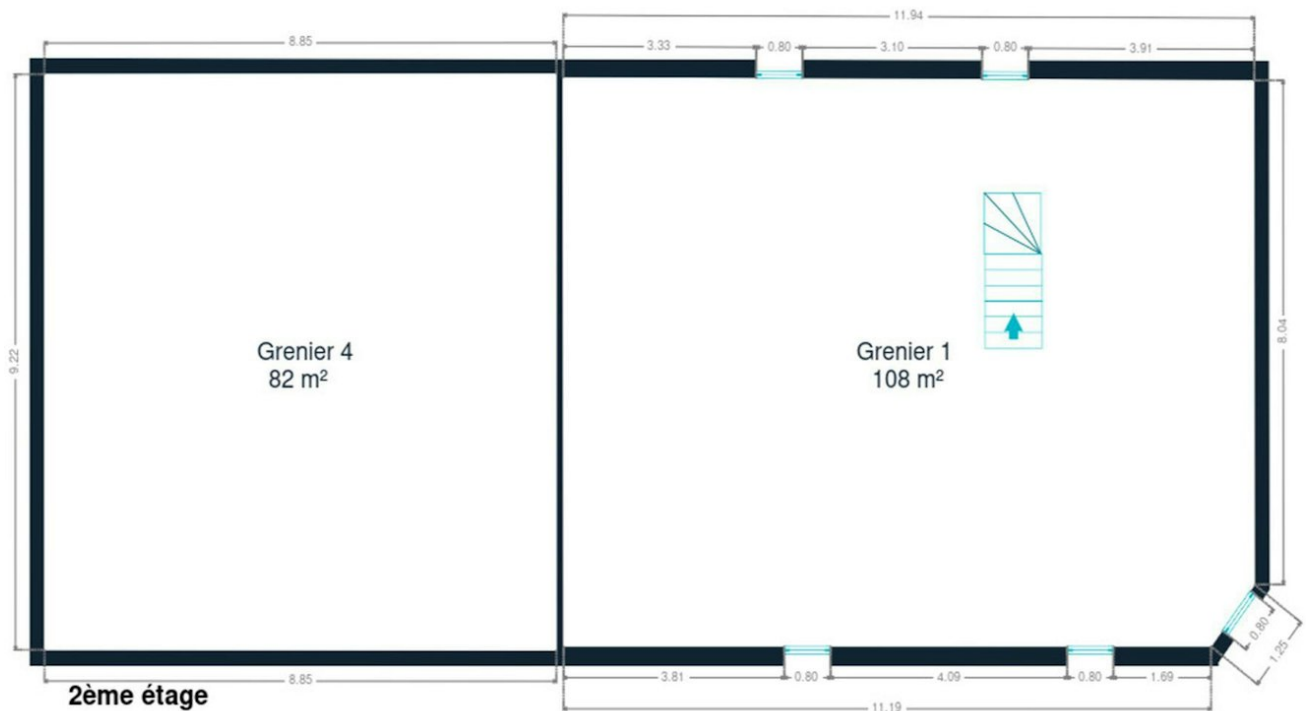 11.94
8.85
3.33 0.80 3.10 0.80 3.91
9.22
8.04
Grenier 4
82 m²
Grenier 1
108 m²
0.80
1.25
3.81 0.80 4.09 0.80 1.69
8.85
2ème étage
11.19